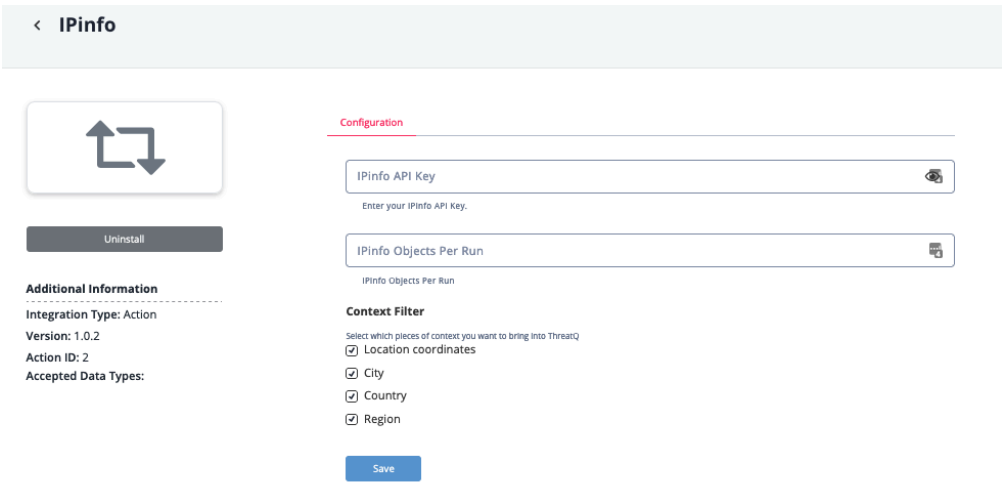 IPinfo
Uninstall
Additional Information
Integration Type: Action
Version: 1.0.2
Action ID: 2
Accepted Data Types:
Configuration
IPinfo API Key
Enter your IPinfo API Key.
IPinfo Objects Per Run
IPinfo Objects Per Run
Context Filter
Select which pieces of context you want to bring into ThreatQ
Location coordinates
City
Country
Region
Save